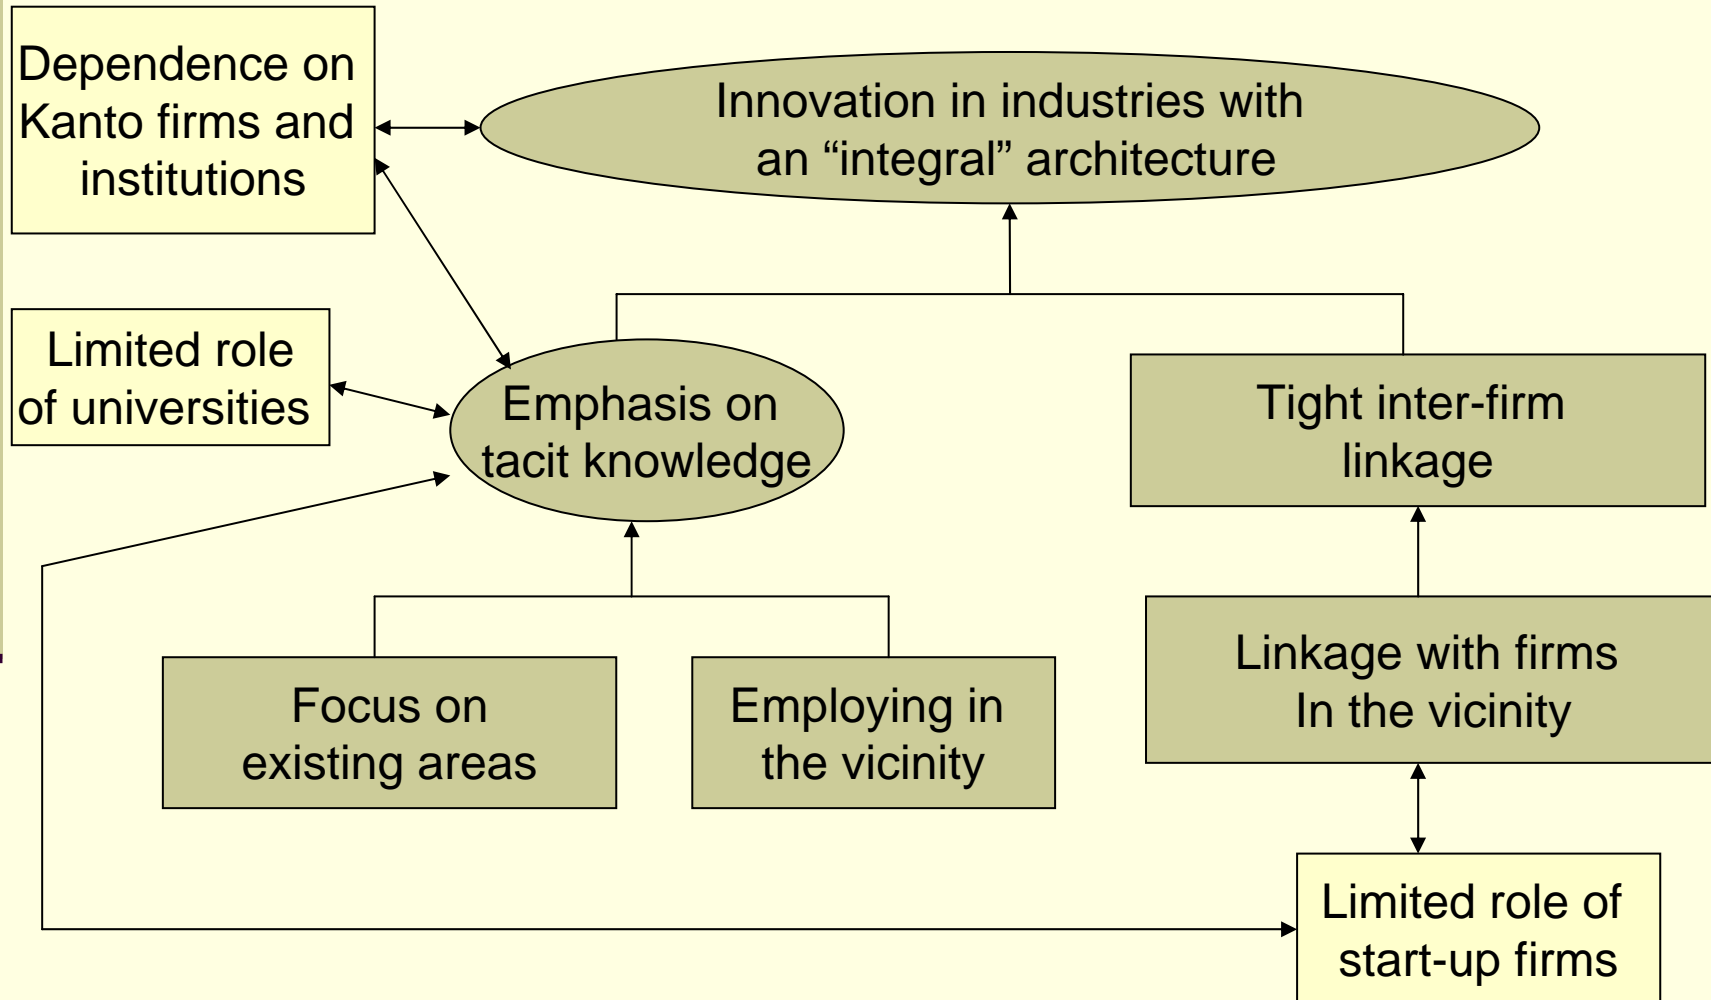 Dependence on
Kanto firms and
institutions
Innovation in industries with
an “integral” architecture
Limited role
of universities
Emphasis on
tacit knowledge
Tight inter-firm
linkage
Focus on
existing areas
Employing in
the vicinity
Linkage with firms
In the vicinity
Limited role of
start-up firms